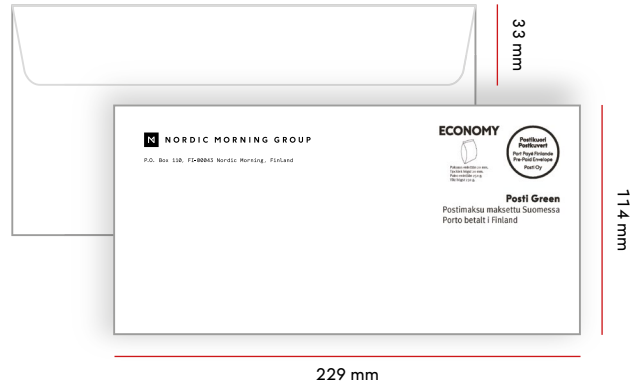 33 mm
M NORDIC MORNING GROUP
P.O. Box 110, FI-00043 Nordic Morning, Finland
ECONOMY
Postikuori
Postikuvert
Port Payé Finlande
Pre-Paid Envelope
Posti Oy
Posti Green
Postimaksu maksettu Suomessa
Porto betalt i Finland
114 mm
229 mm